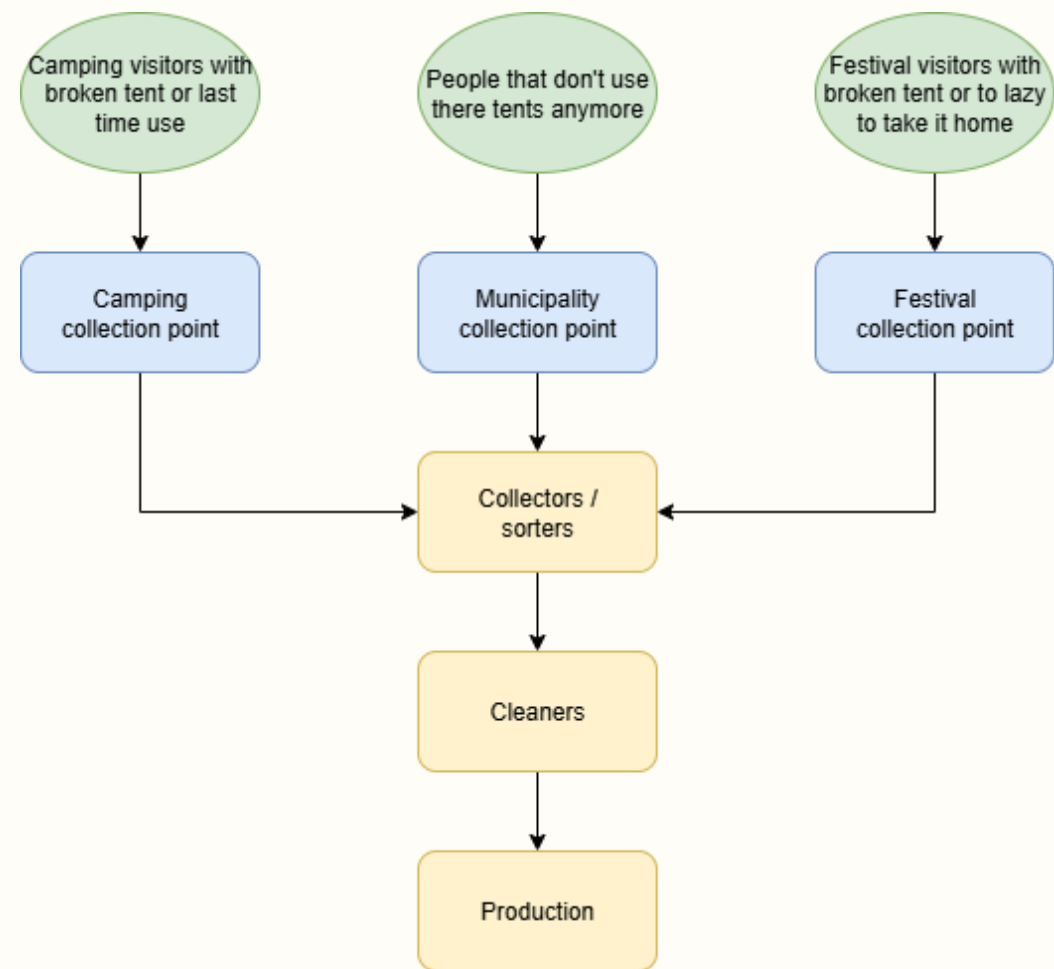 Camping visitors with
broken tent or last
time use
People that don't use
there tents anymore
Festival visitors with
broken tent or to lazy
to take it home
Camping
collection point
Municipality
collection point
Festival
collection point
Collectors /
sorters
Cleaners
Production